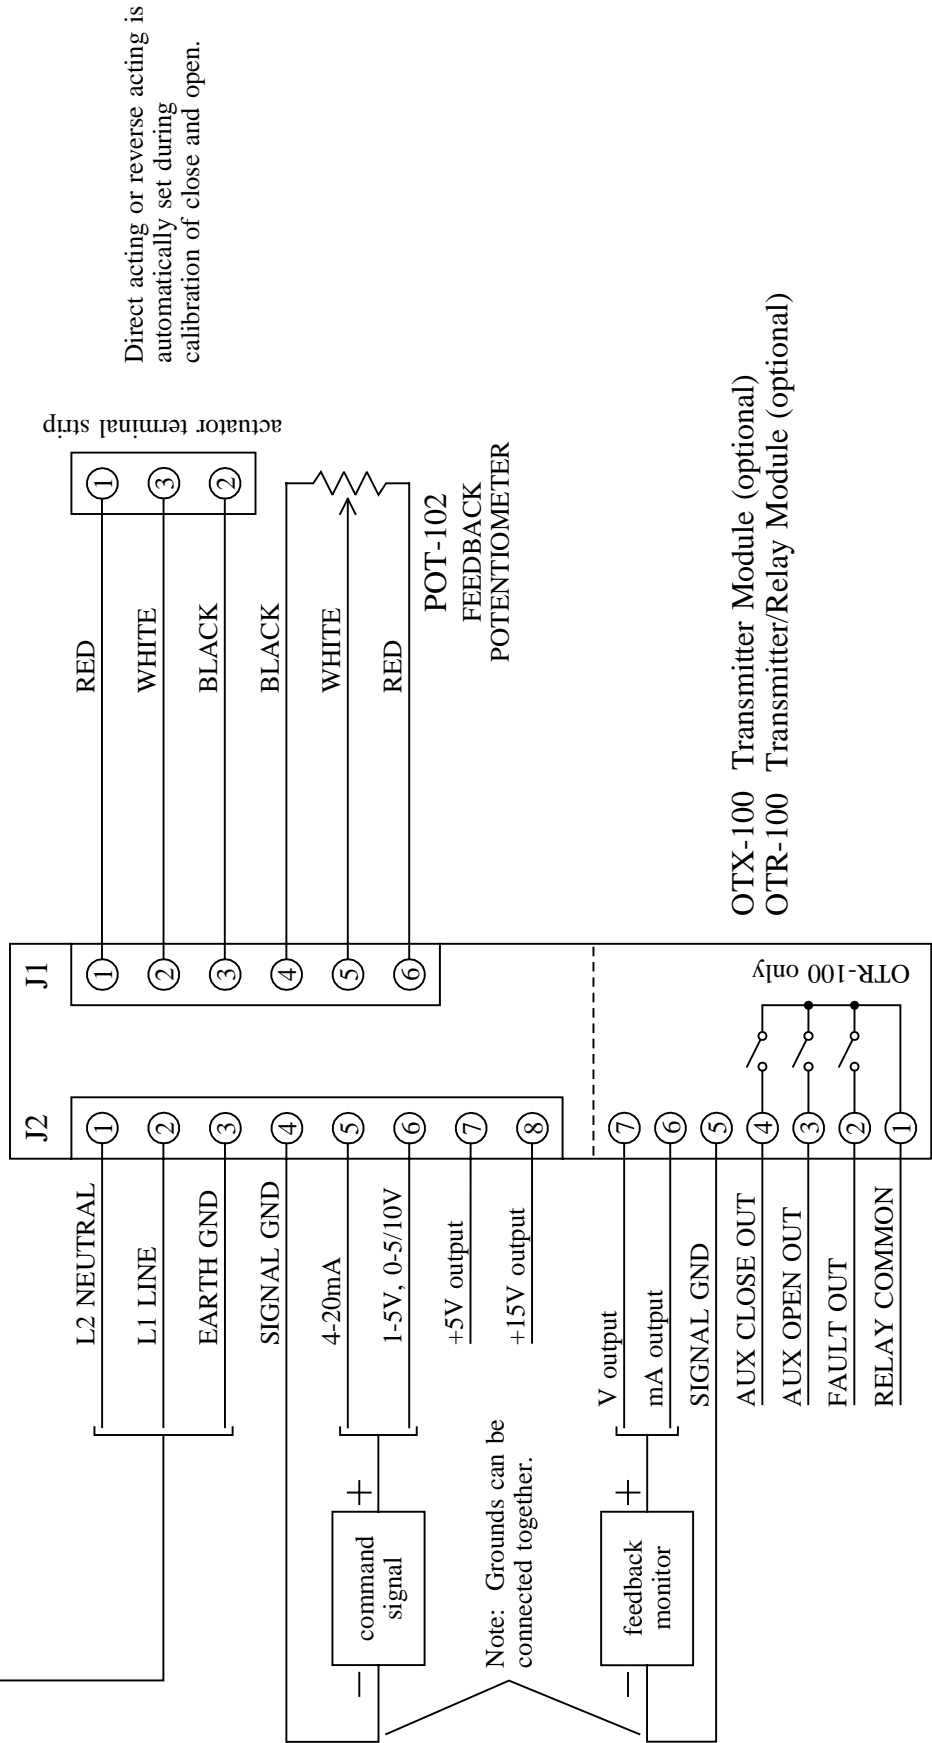 Direct acting or reverse acting is
automatically set during
calibration of close and open.
actuator terminal strip
1
3
2
RED
WHITE
BLACK
BLACK
WHITE
RED
POT-102
FEEDBACK
POTENTIOMETER
J1
1
2
3
4
5
6
J2
1
2
3
4
5
6
7
8
L2 NEUTRAL
L1 LINE
EARTH GND
SIGNAL GND
4-20mA
1-5V, 0-5/10V
+5V output
+15V output
command
signal
+
−
Note: Grounds can be
connected together.
feedback
monitor
+
−
V output
mA output
SIGNAL GND
AUX CLOSE OUT
AUX OPEN OUT
FAULT OUT
RELAY COMMON
7
6
5
4
3
2
1
OTR-100 only
OTX-100 Transmitter Module (optional)
OTR-100 Transmitter/Relay Module (optional)